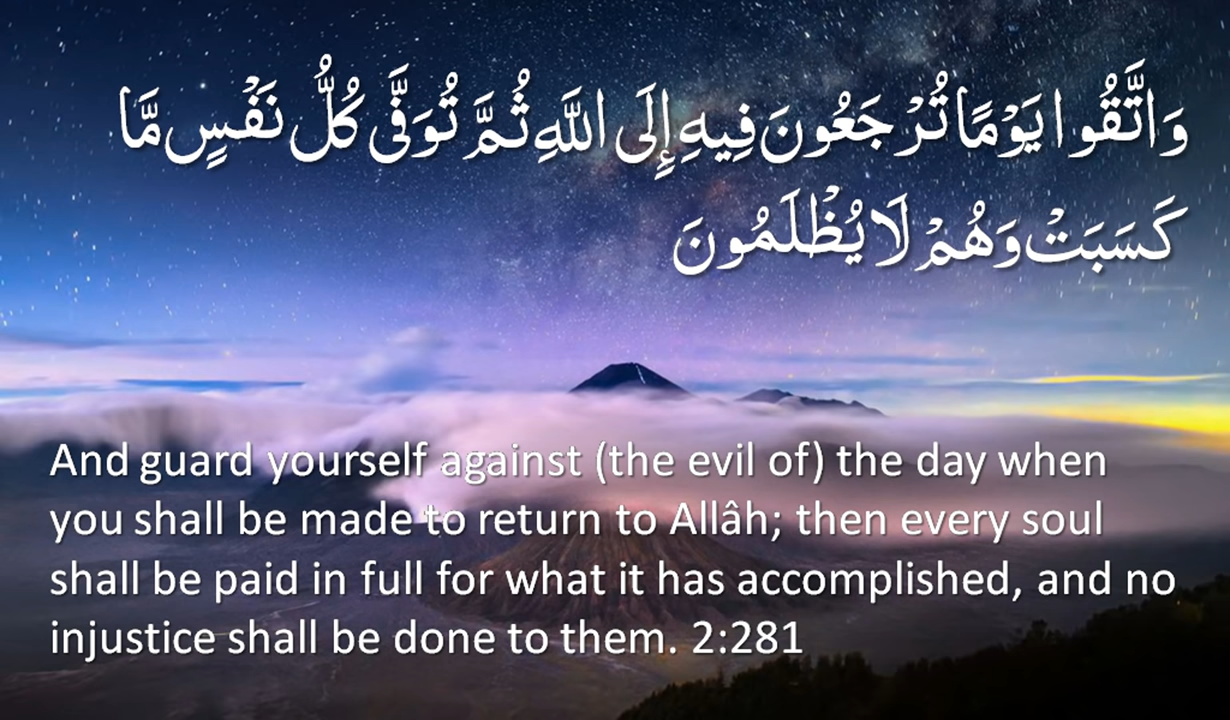 وَاتَّقُوا يَوْمًا تُرْجَعُونَ فِيهِ إِلَى اللَّهِ ثُمَّ تُوَفَّى كُلُّ نَفْسٍ مَّا
كَسَبَتْ وَهُمْ لَا يُظْلَمُونَ
And guard yourself against (the evil of) the day when
you shall be made to return to Allâh; then every soul
shall be paid in full for what it has accomplished, and no
injustice shall be done to them. 2:281